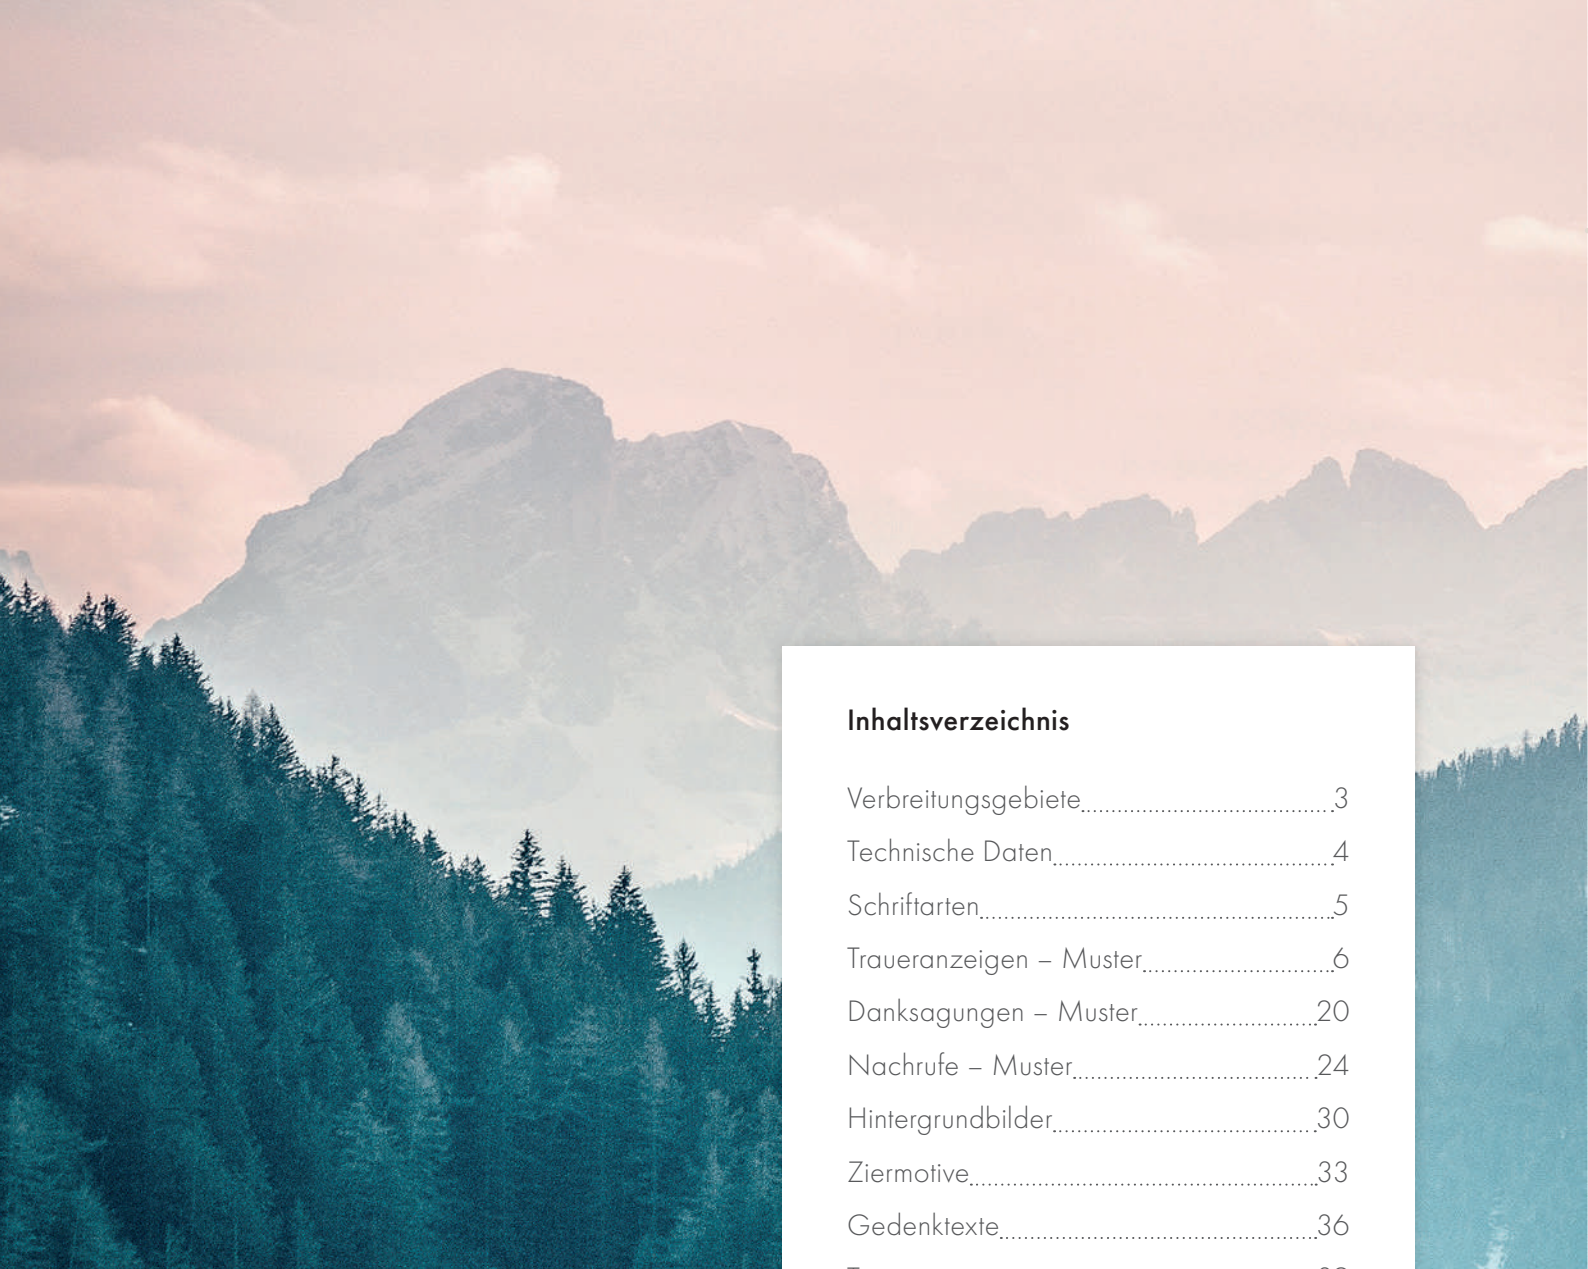 Inhaltsverzeichnis
Verbreitungsgebiete 3
Technische Daten 4
Schriftarten 5
Traueranzeigen – Muster 6
Danksagungen – Muster 20
Nachrufe – Muster 24
Hintergrundbilder 30
Ziermotive 33
Gedenktexte 36